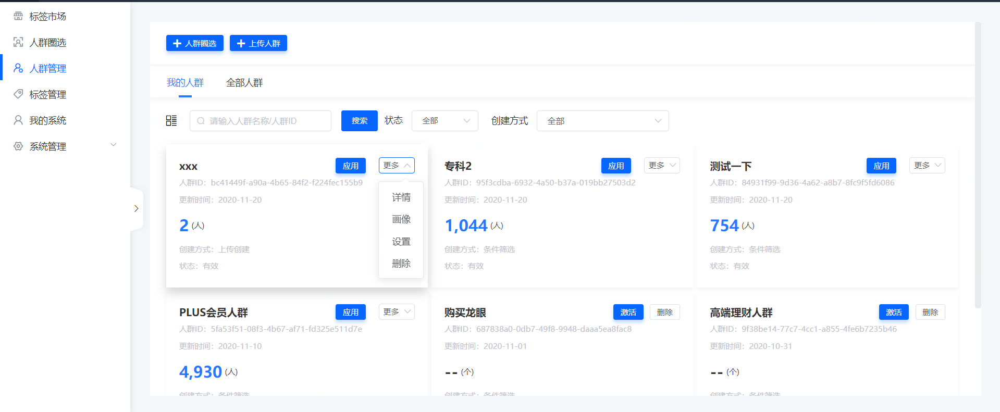 标签市场
人群圈选
人群管理
标签管理
我的系统
系统管理
人群圈选
上传人群
我的人群
全部人群
请输入人群名称/人群ID
搜索
状态
全部
创建方式
全部
xxx
应用
更多
人群ID：bc41449f-a90a-4b65-84f2-f224fec155b9
更新时间：2020-11-20
2 (人)
创建方式：上传创建
状态：有效
详情
画像
设置
删除
专科2
应用
更多
人群ID：95f3cdba-6932-4a50-b37a-019bb27503d2
更新时间：2020-11-20
1,044 (人)
创建方式：条件筛选
状态：有效
测试一下
应用
更多
人群ID：84931f99-9d36-4a62-a8b7-8fc9f5fd6086
更新时间：2020-11-20
754 (人)
创建方式：条件筛选
状态：有效
PLUS会员人群
应用
更多
人群ID：5fa53f51-08f3-4b67-af71-fd325e511d7e
更新时间：2020-11-10
4,930 (人)
创建方式：条件筛选
购买龙眼
激活
删除
人群ID：687838a0-0db7-49f8-9948-daaa5ea8fac8
更新时间：2020-11-01
-- (个)
创建方式：条件筛选
高端理财人群
激活
删除
人群ID：9f38be14-77c7-4cc1-a855-4fe6b7235b46
更新时间：2020-10-31
-- (个)
创建方式：条件筛选